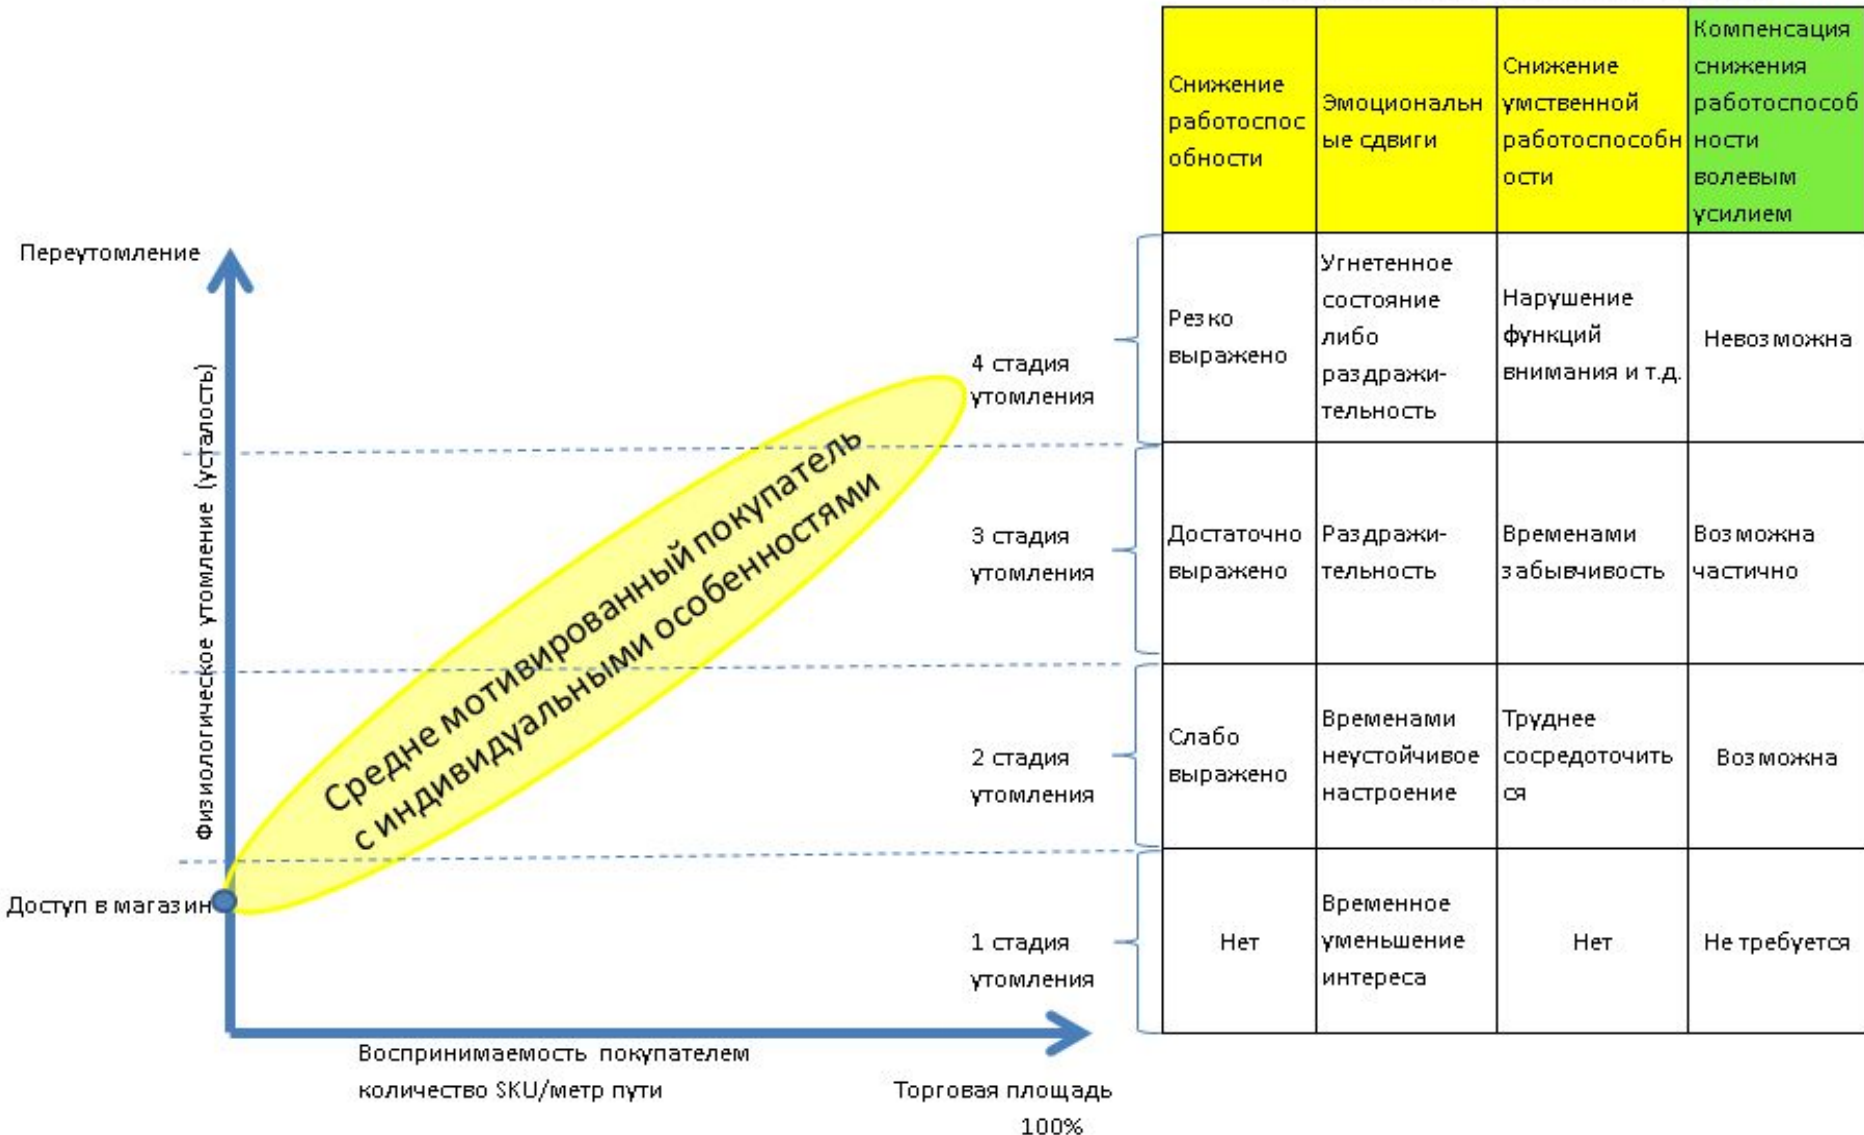 Снижение
работоспос
обности
Эмоциональн
ые сдвиги
Снижение
умственной
работоспособн
ости
Компенсация
снижения
работоспособ
ности
волевым
усилием
Переутомление
Физиологическое утомление (усталость)
Доступ в магазин
Средне мотивированный покупатель
с индивидуальными особенностями
4 стадия
утомления
Резко
выражено
Угнетенное
состояние
либо
раздражи-
тельность
Нарушение
функций
внимания и т.д.
Невозможна
3 стадия
утомления
Достаточно
выражено
Раздражи-
тельность
Временами
забывчивость
Возможна
частично
2 стадия
утомления
Слабо
выражено
Временами
неустойчивое
настроение
Труднее
сосредоточить
ся
Возможна
1 стадия
утомления
Нет
Временное
уменьшение
интереса
Нет
Не требуется
Воспринимаемость покупателем
количество SKU/метр пути
Торговая площадь
100%